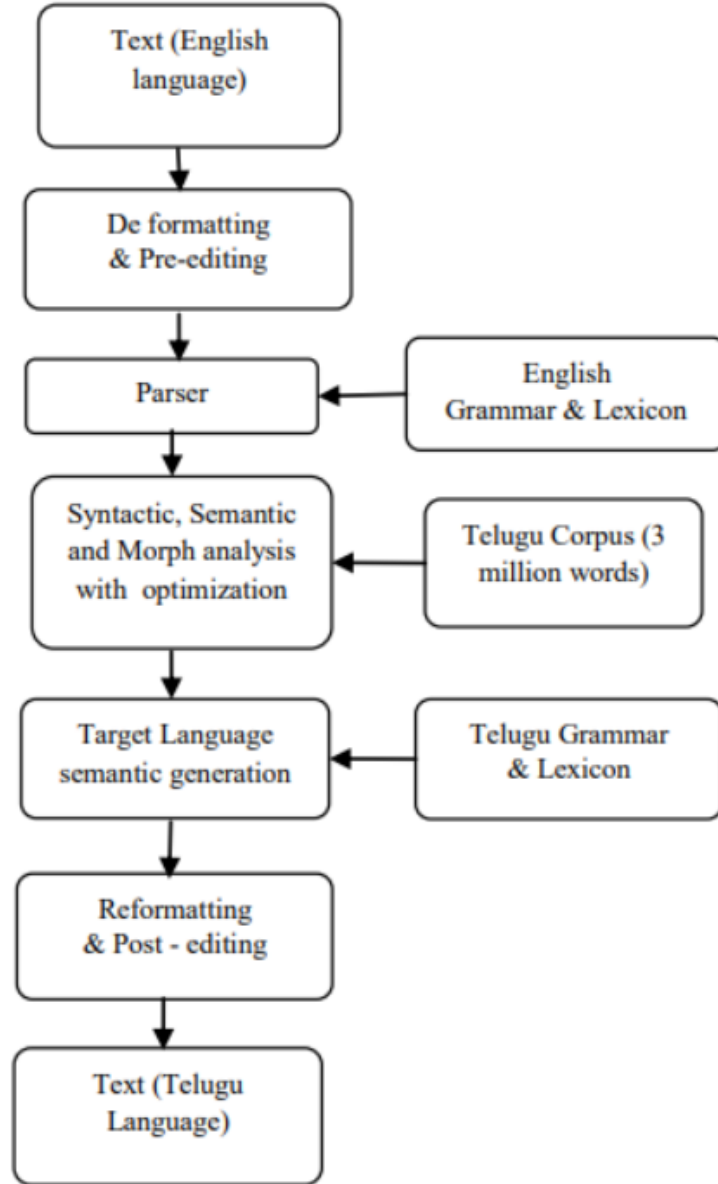 Text (English
language)
De formatting
& Pre-editing
Parser
English
Grammar & Lexicon
Syntactic, Semantic
and Morph analysis
with optimization
Telugu Corpus (3
million words)
Target Language
semantic generation
Telugu Grammar
& Lexicon
Reformatting
& Post - editing
Text (Telugu
Language)